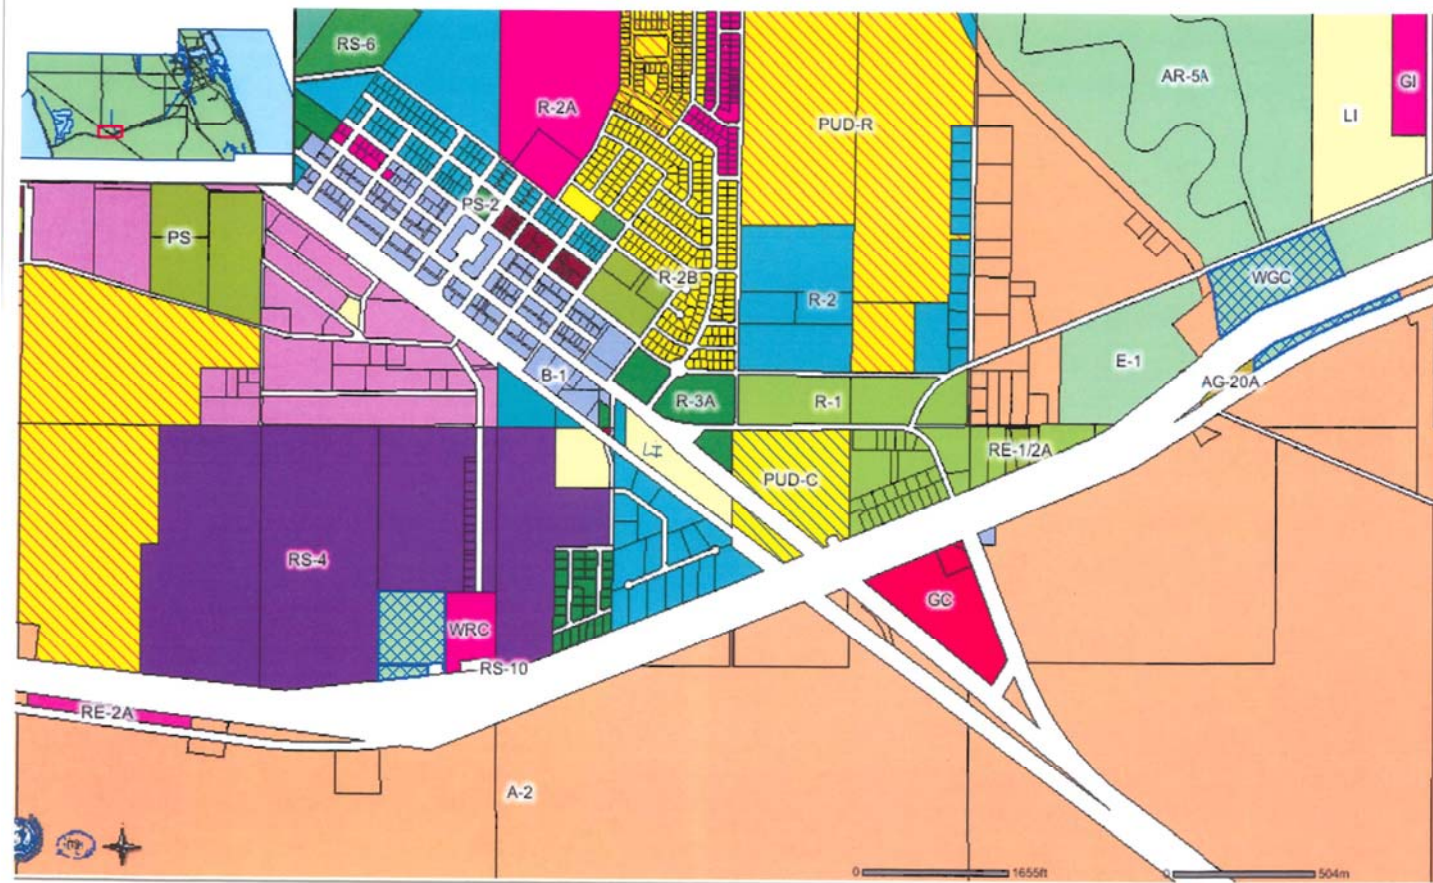 RS-6
R-2A
PUD-R
AR-5A
GI
LI
PS-2
PS
R-2B
R-2
WGC
B-1
E-1
AG-20A
R-3A
R-1
LI
RE-1/2A
PUD-C
RS-4
GC
WRC
RS-10
RE-2A
A-2
0 1655ft
0 504m